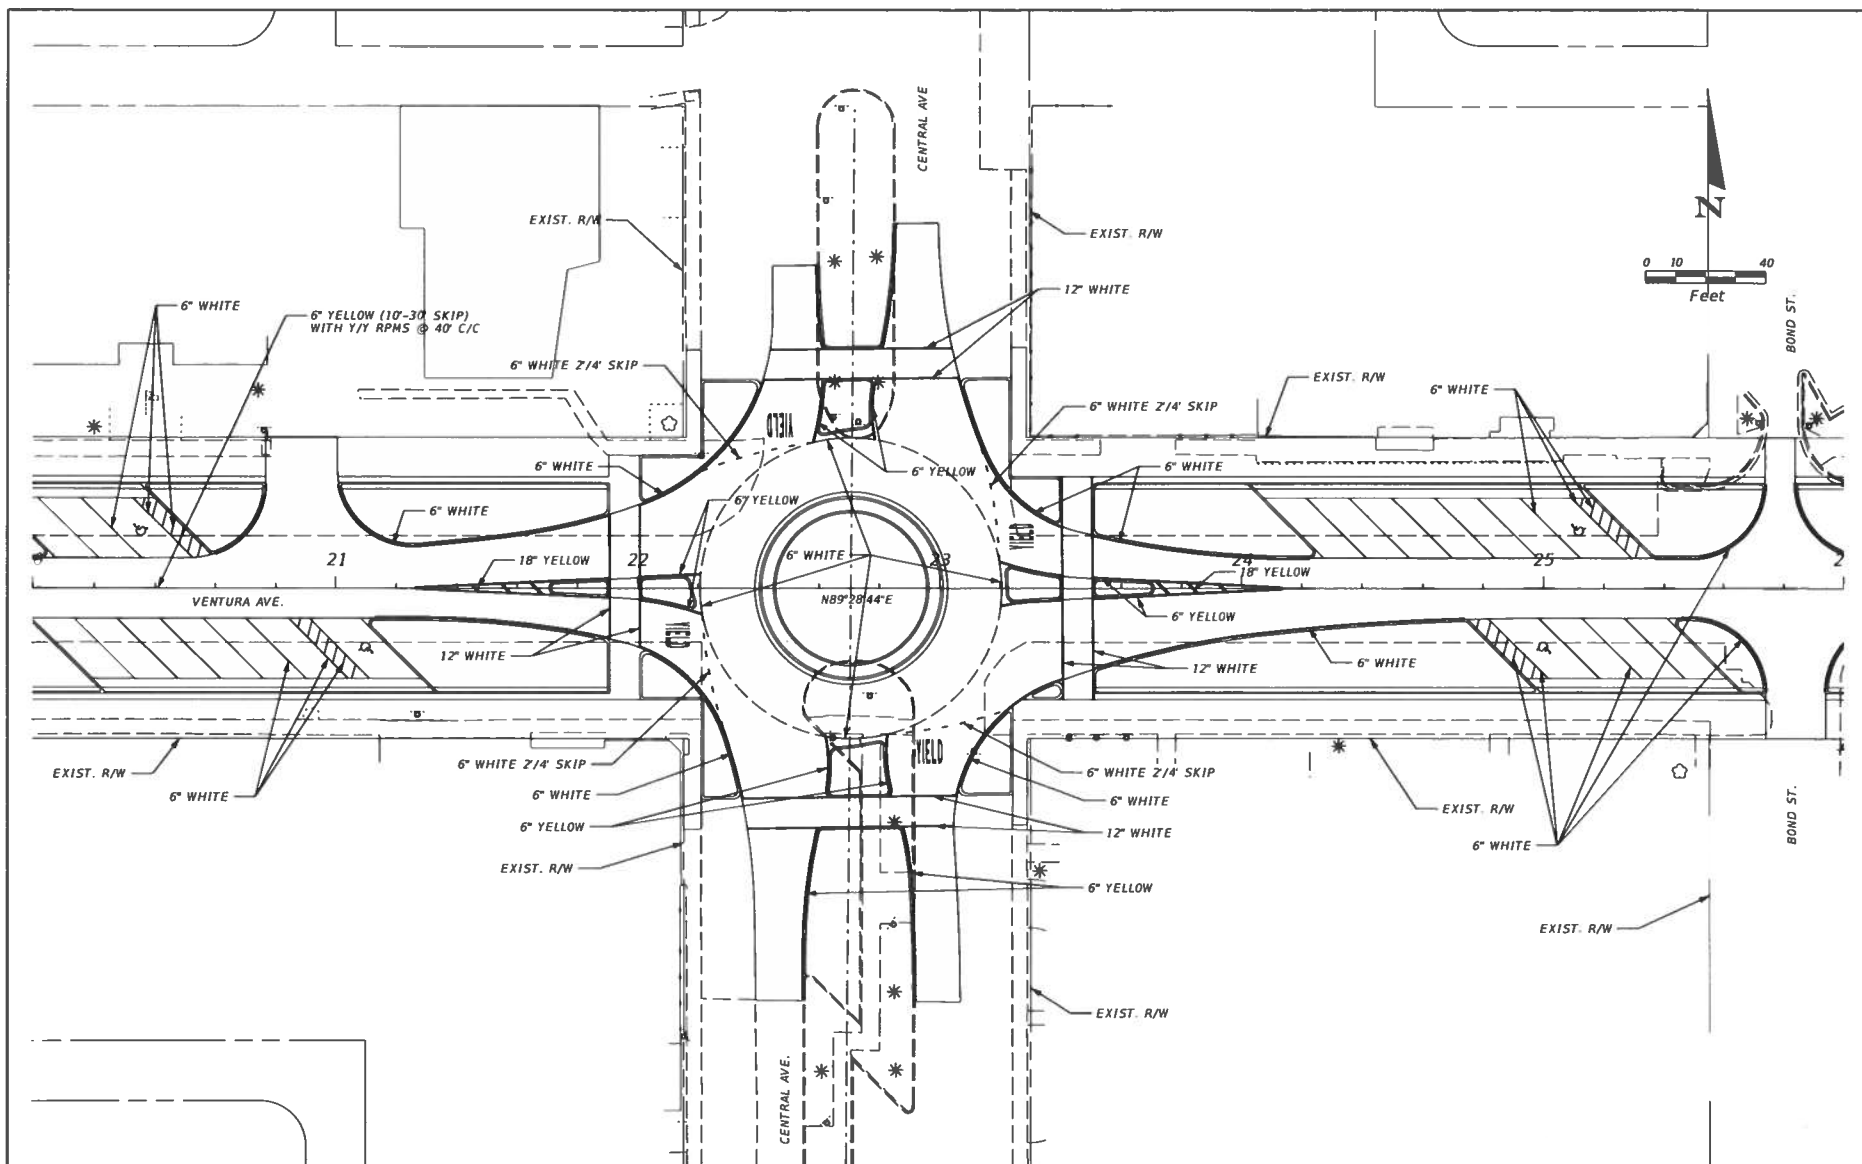 CENTRAL AVE
EXIST. R/W
EXIST. R/W
N
0 10 40
Feet
6" WHITE
12" WHITE
6" YELLOW (10'-30' SKIP)
WITH Y/Y RPMS @ 40' C/C
BOND ST.
6" WHITE 2'/4' SKIP
EXIST. R/W
6" WHITE
6" WHITE 2'/4' SKIP
YIELD
6" WHITE
6" YELLOW
6" WHITE
6" YELLOW
6" WHITE
YIELD
21
22
23
24
25
2
18" YELLOW
6" WHITE
18" YELLOW
VENTURA AVE.
N89°28'44"E
6" YELLOW
YIELD
12" WHITE
12" WHITE
6" WHITE
YIELD
EXIST. R/W
6" WHITE 2'/4' SKIP
6" WHITE 2'/4' SKIP
6" WHITE
6" WHITE
6" WHITE
EXIST. R/W
6" YELLOW
12" WHITE
6" WHITE
BOND ST.
EXIST. R/W
6" YELLOW
EXIST. R/W
EXIST. R/W
CENTRAL AVE.